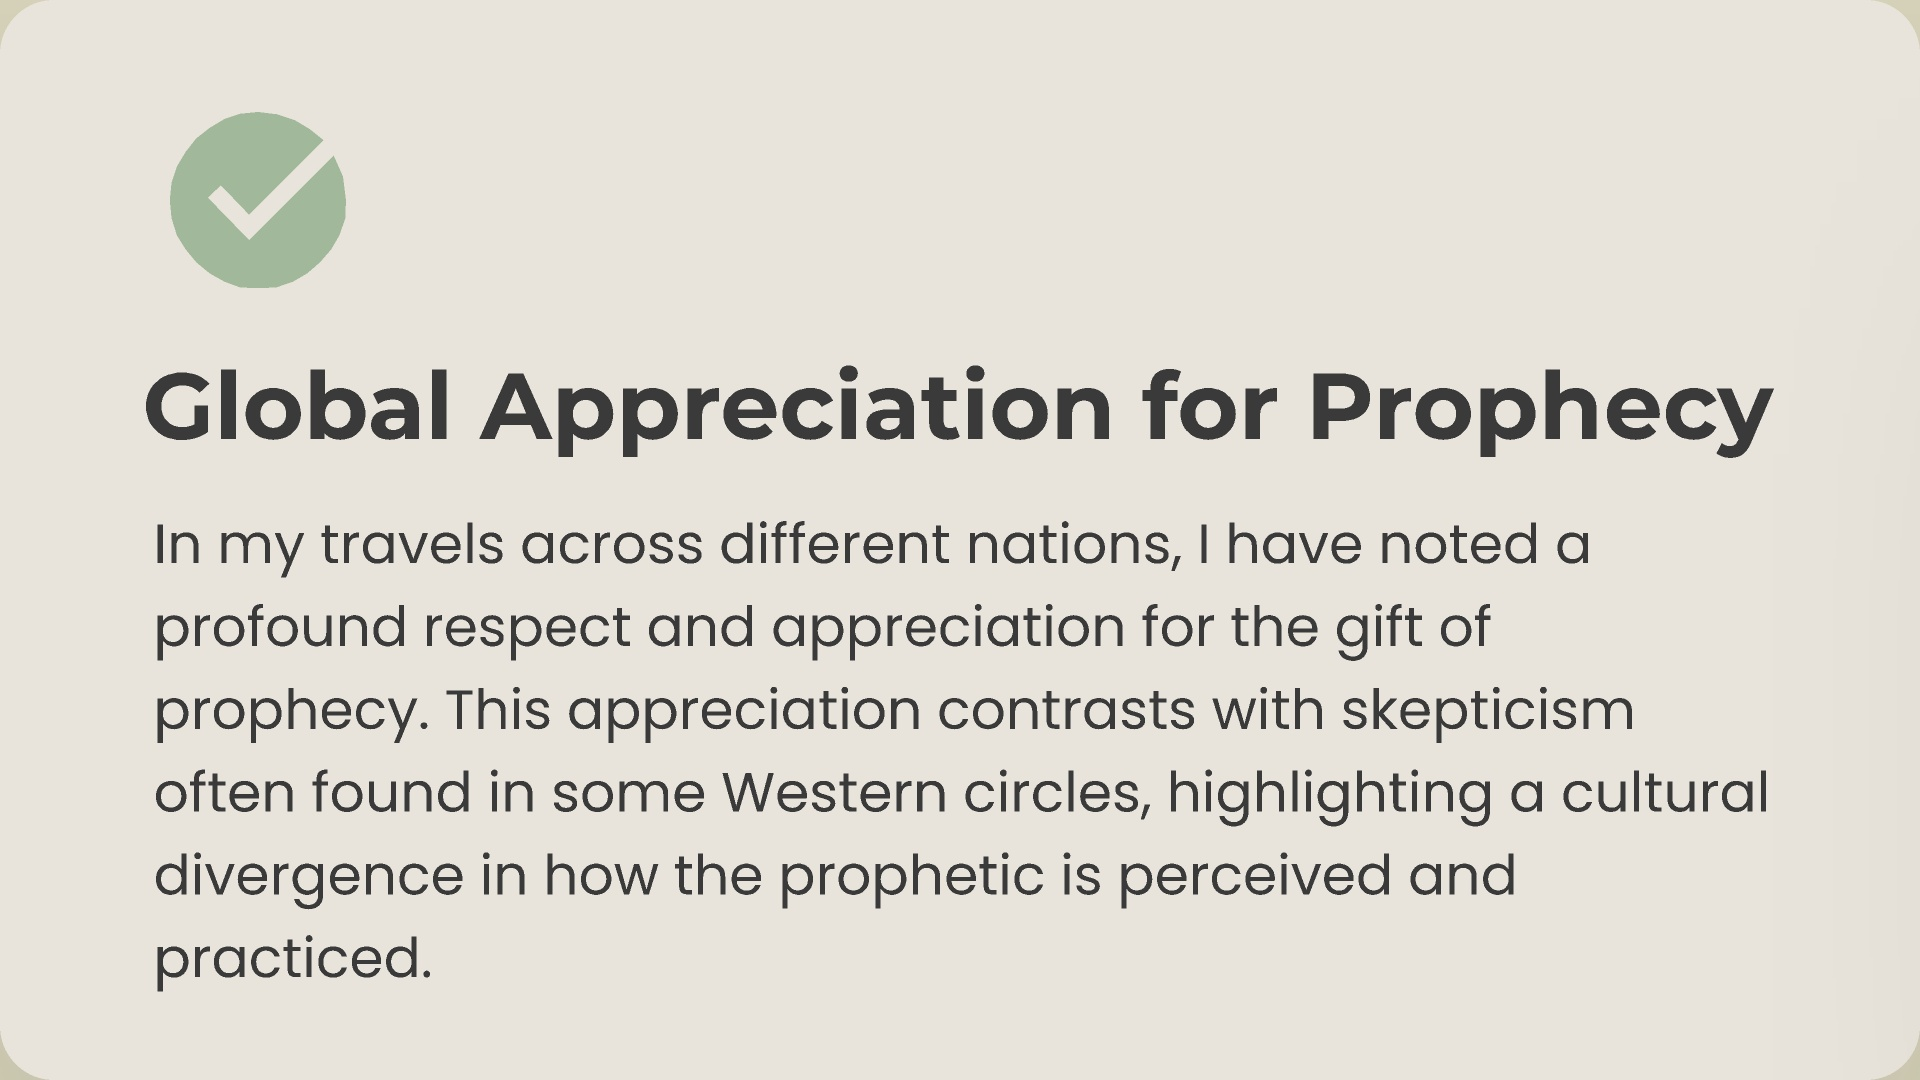 Global Appreciation for Prophecy
In my travels across different nations, I have noted a
profound respect and appreciation for the gift of
prophecy. This appreciation contrasts with skepticism
often found in some Western circles, highlighting a cultural
divergence in how the prophetic is perceived and
practiced.